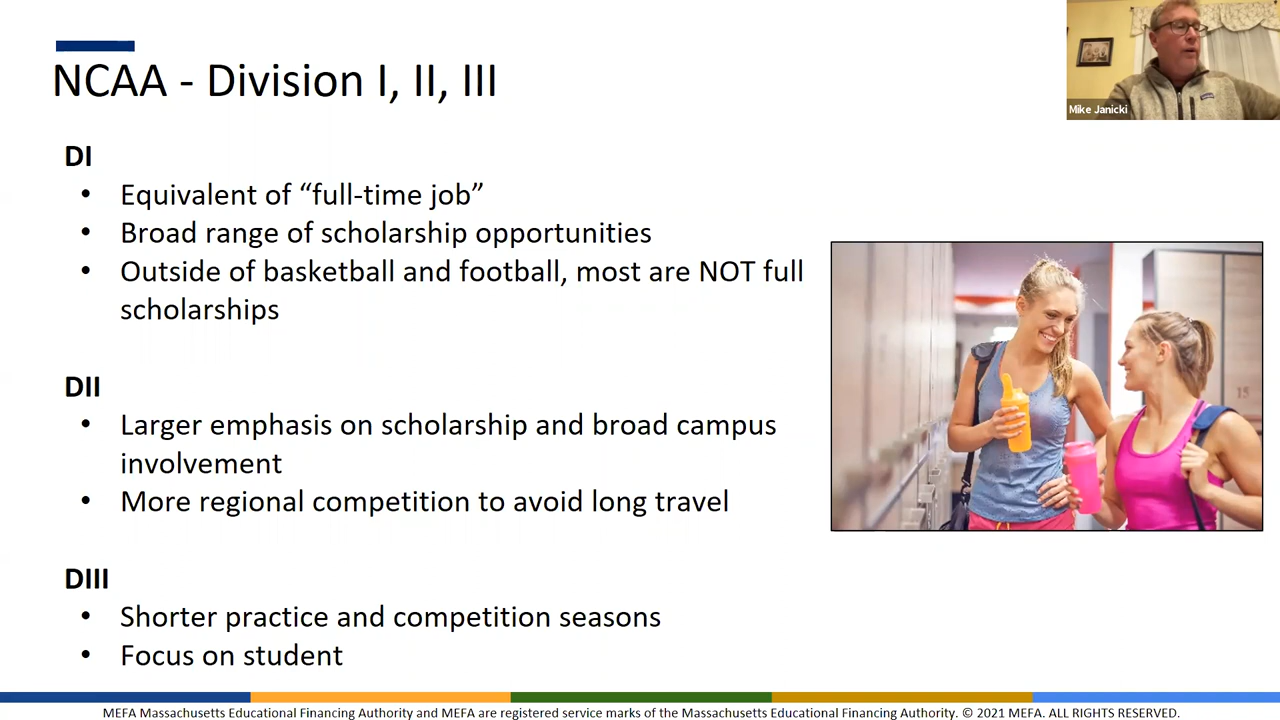 NCAA - Division I, II, III
Mike Janicki
DI
• Equivalent of “full-time job”
• Broad range of scholarship opportunities
• Outside of basketball and football, most are NOT full
scholarships
DII
• Larger emphasis on scholarship and broad campus
involvement
• More regional competition to avoid long travel
15
DIII
• Shorter practice and competition seasons
• Focus on student
MEFA Massachusetts Educational Financing Authority and MEFA are registered service marks of the Massachusetts Educational Financing Authority. © 2021 MEFA. ALL RIGHTS RESERVED.